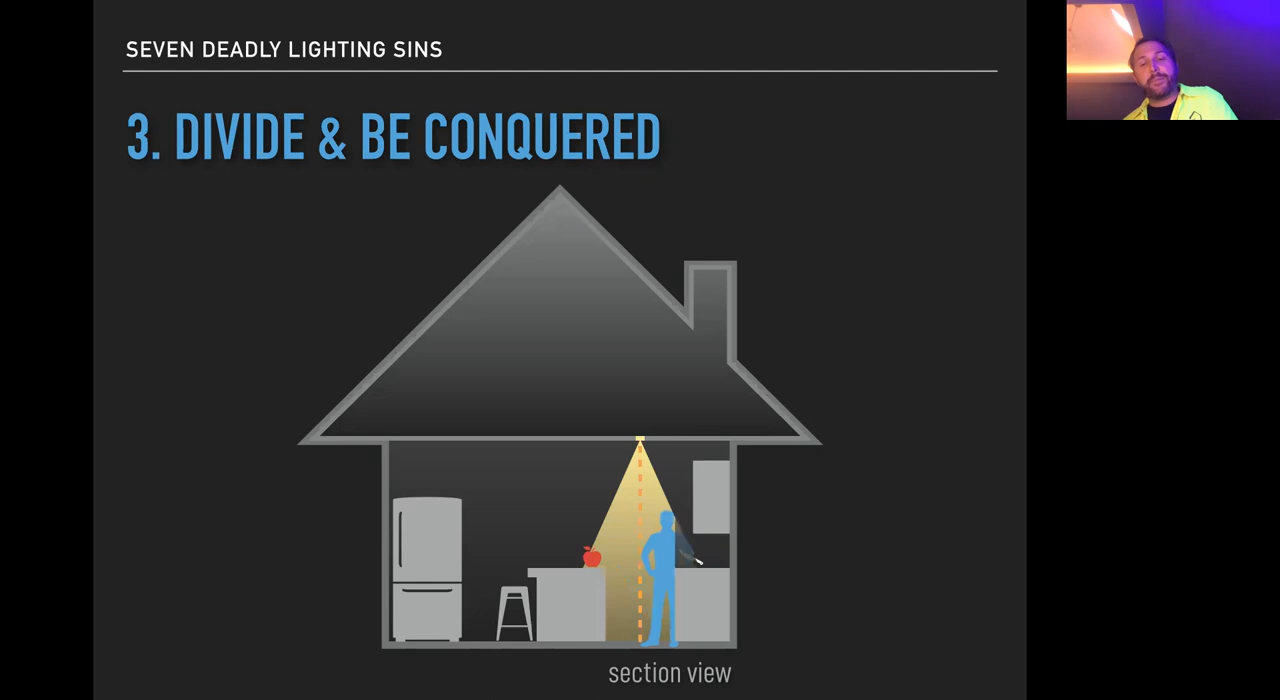 SEVEN DEADLY LIGHTING SINS
3. DIVIDE & BE CONQUERED
section view